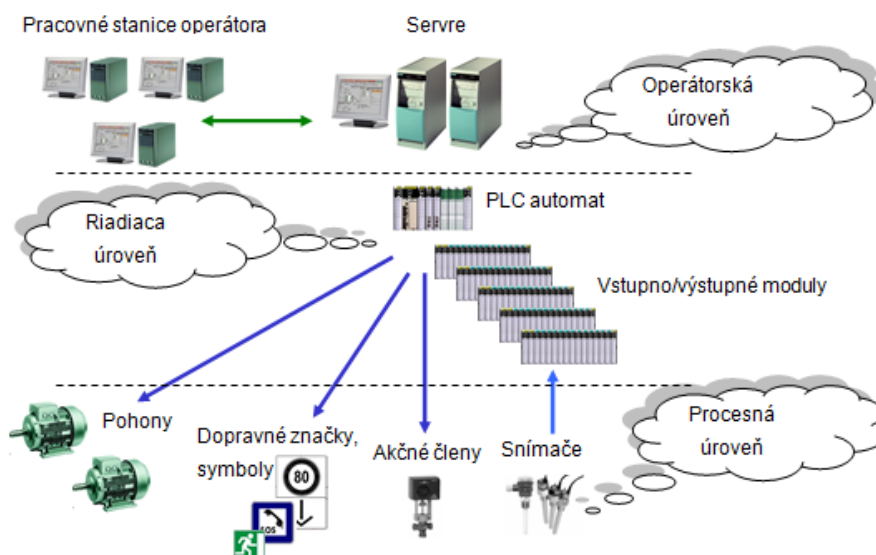 Pracovné stanice operátora
Servre
Operátorská
úroveň
PLC automat
Riadiaca
úroveň
Vstupno/výstupné moduly
Pohony
Dopravné značky,
symboly
Akčné členy
Snímače
Procesná
úroveň
80
SOS